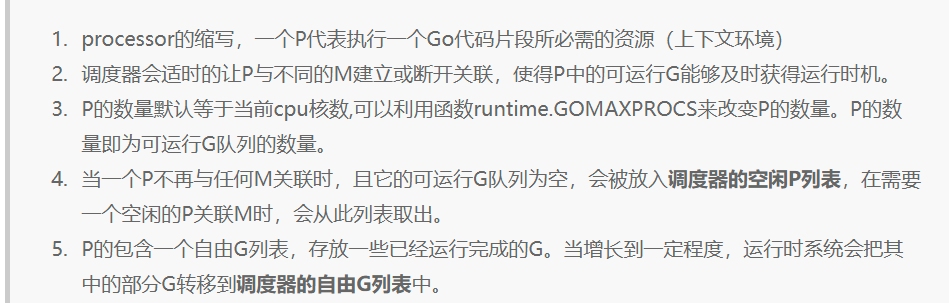 1. processor的缩写，一个P代表执行一个Go代码片段所必需的资源（上下文环境）
2. 调度器会适时的让P与不同的M建立或断开关联，使得P中的可运行G能够及时获得运行时机。
3. P的数量默认等于当前cpu核数,可以利用函数runtime.GOMAXPROCS来改变P的数量。P的数
量即为可运行G队列的数量。
4. 当一个P不再与任何M关联时，且它的可运行G队列为空，会被放入调度器的空闲P列表，在需要
一个空闲的P关联M时，会从此列表取出。
5. P的包含一个自由G列表，存放一些已经运行完成的G。当增长到一定程度，运行时系统会把其
中的部分G转移到调度器的自由G列表中。